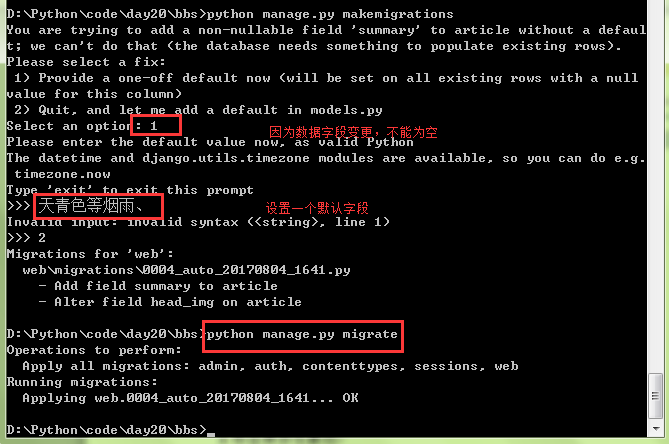 D:\Python\code\day20\bbs>python manage.py makemigrations
You are trying to add a non-nullable field 'summary' to article without a defaul
t; we can't do that (the database needs something to populate existing rows).
Please select a fix:
 1) Provide a one-off default now (will be set on all existing rows with a null
value for this column)
 2) Quit, and let me add a default in models.py
Select an option: 1
因为数据字段变更，不能为空
Please enter the default value now, as valid Python
The datetime and django.utils.timezone modules are available, so you can do e.g.
 timezone.now
Type 'exit' to exit this prompt
>>> 天青色等烟雨、
设置一个默认字段
Invalid input: invalid syntax (<string>, line 1)
>>> 2
Migrations for 'web':
  web\migrations\0004_auto_20170804_1641.py
    - Add field summary to article
    - Alter field head_img on article
D:\Python\code\day20\bbs>python manage.py migrate
Operations to perform:
  Apply all migrations: admin, auth, contenttypes, sessions, web
Running migrations:
  Applying web.0004_auto_20170804_1641... OK
D:\Python\code\day20\bbs>_